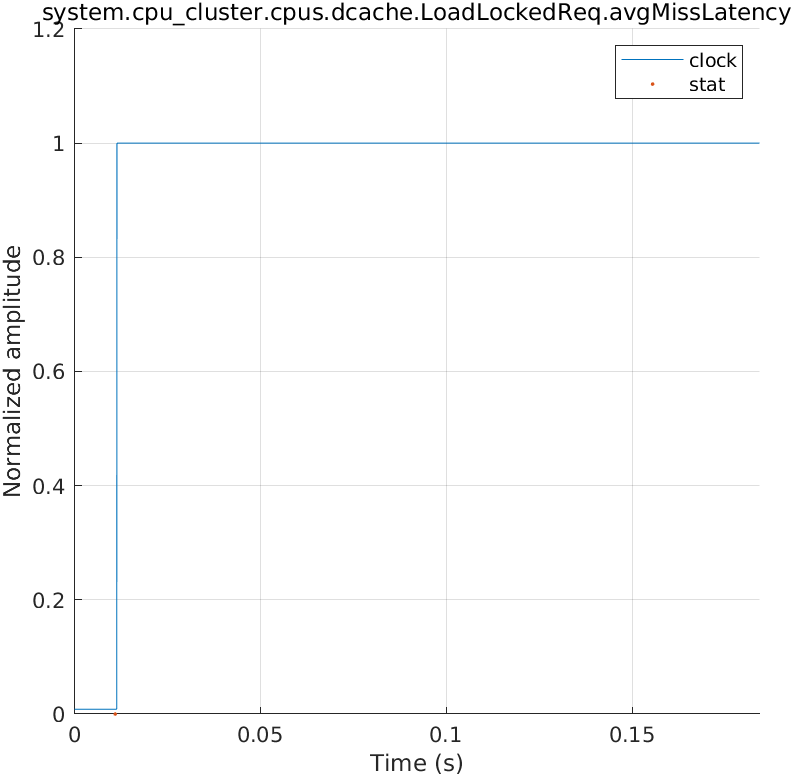 system.cpu_cluster.cpus.dcache.LoadLockedReq.avgMissLatency
clock
stat
Normalized amplitude
1.2
1
0.8
0.6
0.4
0.2
0
0 0.05 0.1 0.15
Time (s)